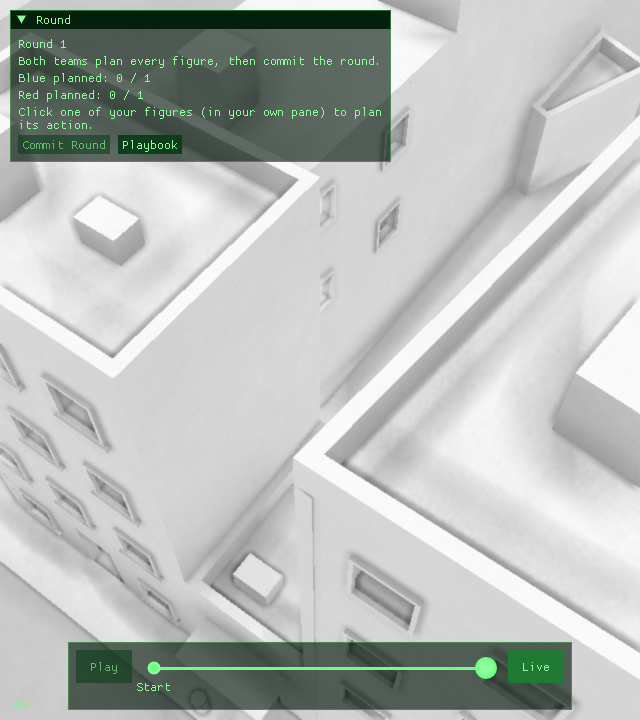 ▼ Round
Round 1
Both teams plan every figure, then commit the round.
Blue planned: 0 / 1
Red planned: 0 / 1
Click one of your figures (in your own pane) to plan
its action.
Commit Round Playbook
Play Live
Start